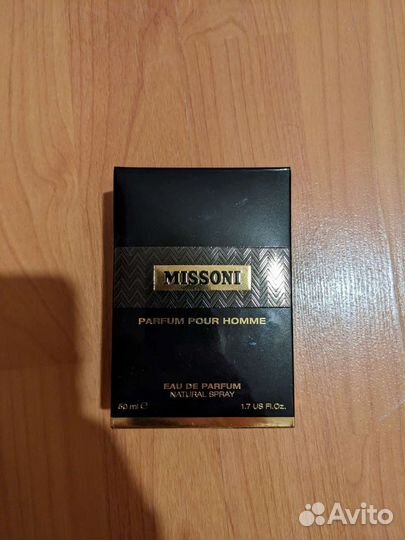 MISSONI
PARFUM POUR HOMME
EAU DE PARFUM
NATURAL SPRAY
50 ml ℮ 1.7 US Fl.Oz.
Avito